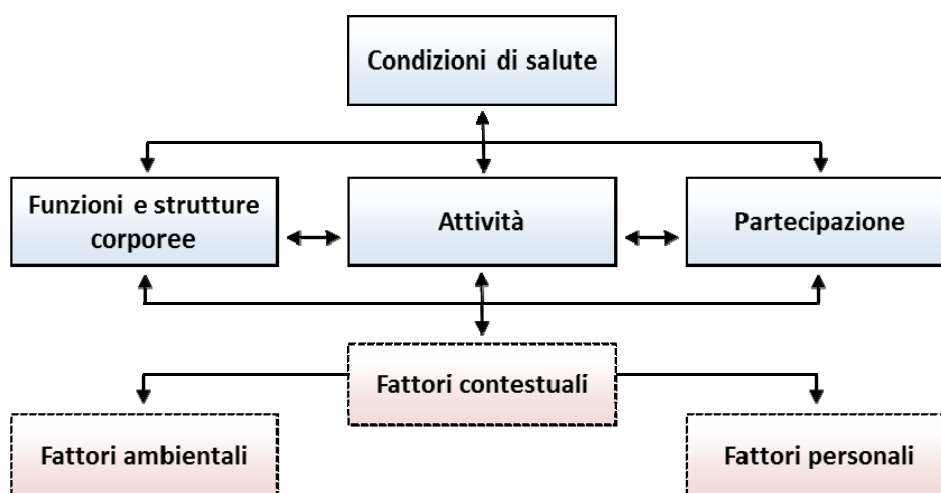 Condizioni di salute
Funzioni e strutture
corporee
Attività
Partecipazione
Fattori contestuali
Fattori ambientali
Fattori personali